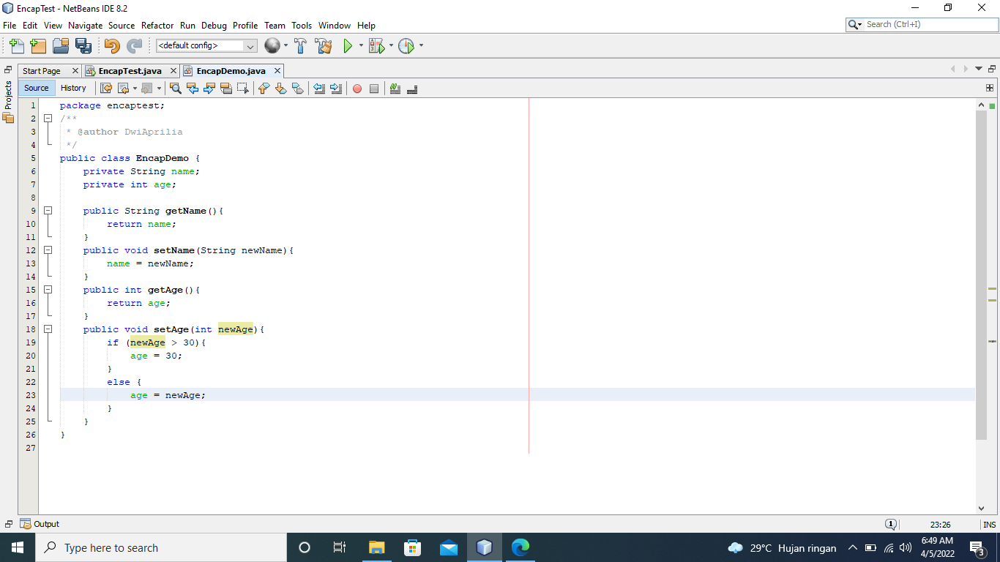 EncapTest - NetBeans IDE 8.2
File Edit View Navigate Source Refactor Run Debug Profile Team Tools Window Help
Search (Ctrl+I)
<default config>
Start Page EncapTest.java EncapDemo.java
Projects
Source History
1 package encaptest;
2 /**
3 * @author DwiAprilia
4 */
5 public class EncapDemo {
6 private String name;
7 private int age;
8
9 public String getName(){
10 return name;
11 }
12 public void setName(String newName){
13 name = newName;
14 }
15 public int getAge(){
16 return age;
17 }
18 public void setAge(int newAge){
19 if (newAge > 30){
20 age = 30;
21 }
22 else {
23 age = newAge;
24 }
25 }
26 }
27
Output
1
23:26 INS
Type here to search
29°C Hujan ringan
6:49 AM
4/5/2022
3